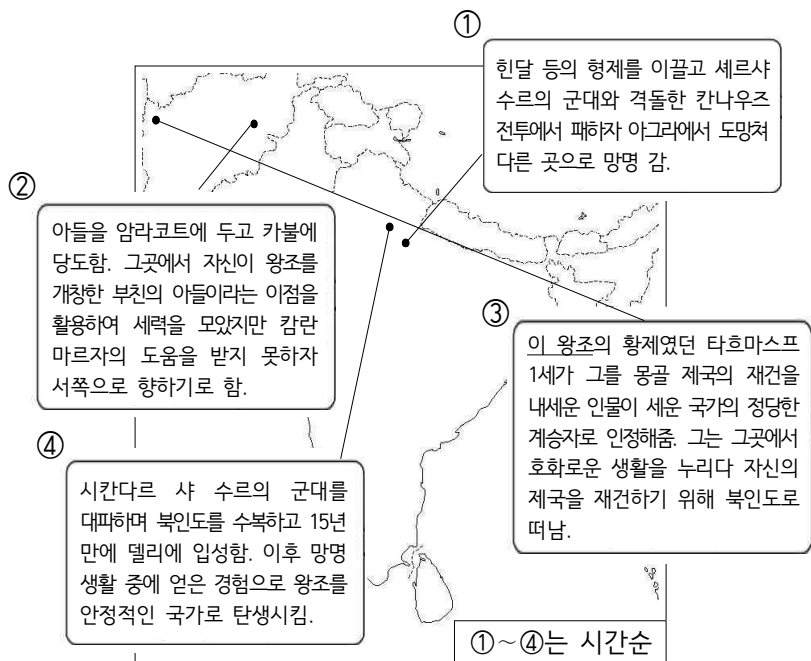 ①
힌달 등의 형제를 이끌고 셰르샤
수르의 군대와 격돌한 칸나우즈
전투에서 패하자 아그라에서 도망쳐
다른 곳으로 망명 감.
②
아들을 암라코트에 두고 카불에
당도함. 그곳에서 자신이 왕조를
개창한 부친의 아들이라는 이점을
활용하여 세력을 모았지만 캄란
마르자의 도움을 받지 못하자
서쪽으로 향하기로 함.
③
이 왕조의 황제였던 타흐마스프
1세가 그를 몽골 제국의 재건을
내세운 인물이 세운 국가의 정당한
계승자로 인정해줌. 그는 그곳에서
호화로운 생활을 누리다 자신의
제국을 재건하기 위해 북인도로
떠남.
④
시칸다르 샤 수르의 군대를
대파하며 북인도를 수복하고 15년
만에 델리에 입성함. 이후 망명
생활 중에 얻은 경험으로 왕조를
안정적인 국가로 탄생시킴.
①~④는 시간순